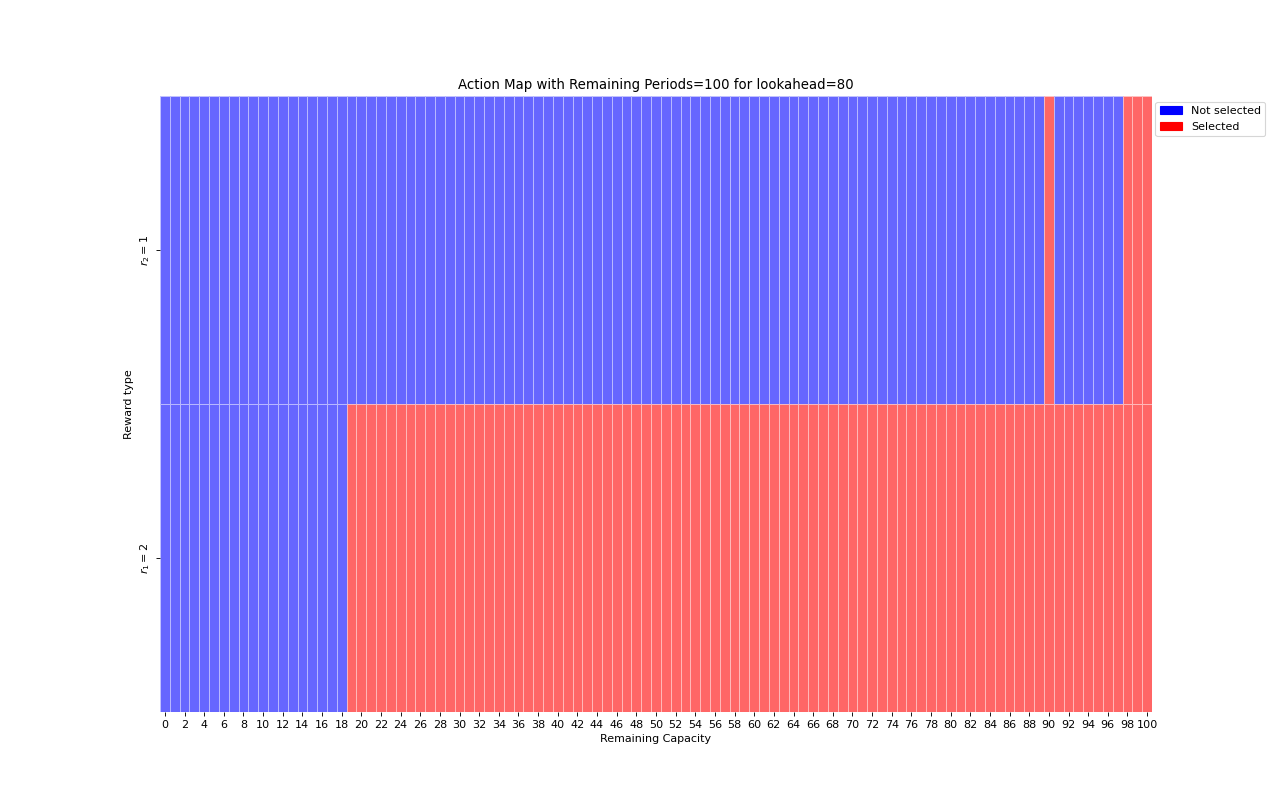 Action Map with Remaining Periods=100 for lookahead=80
Not selected
Selected
r₂ = 1
Reward type
r₁ = 2
0 2 4 6 8 10 12 14 16 18 20 22 24 26 28 30 32 34 36 38 40 42 44 46 48 50 52 54 56 58 60 62 64 66 68 70 72 74 76 78 80 82 84 86 88 90 92 94 96 98 100
Remaining Capacity